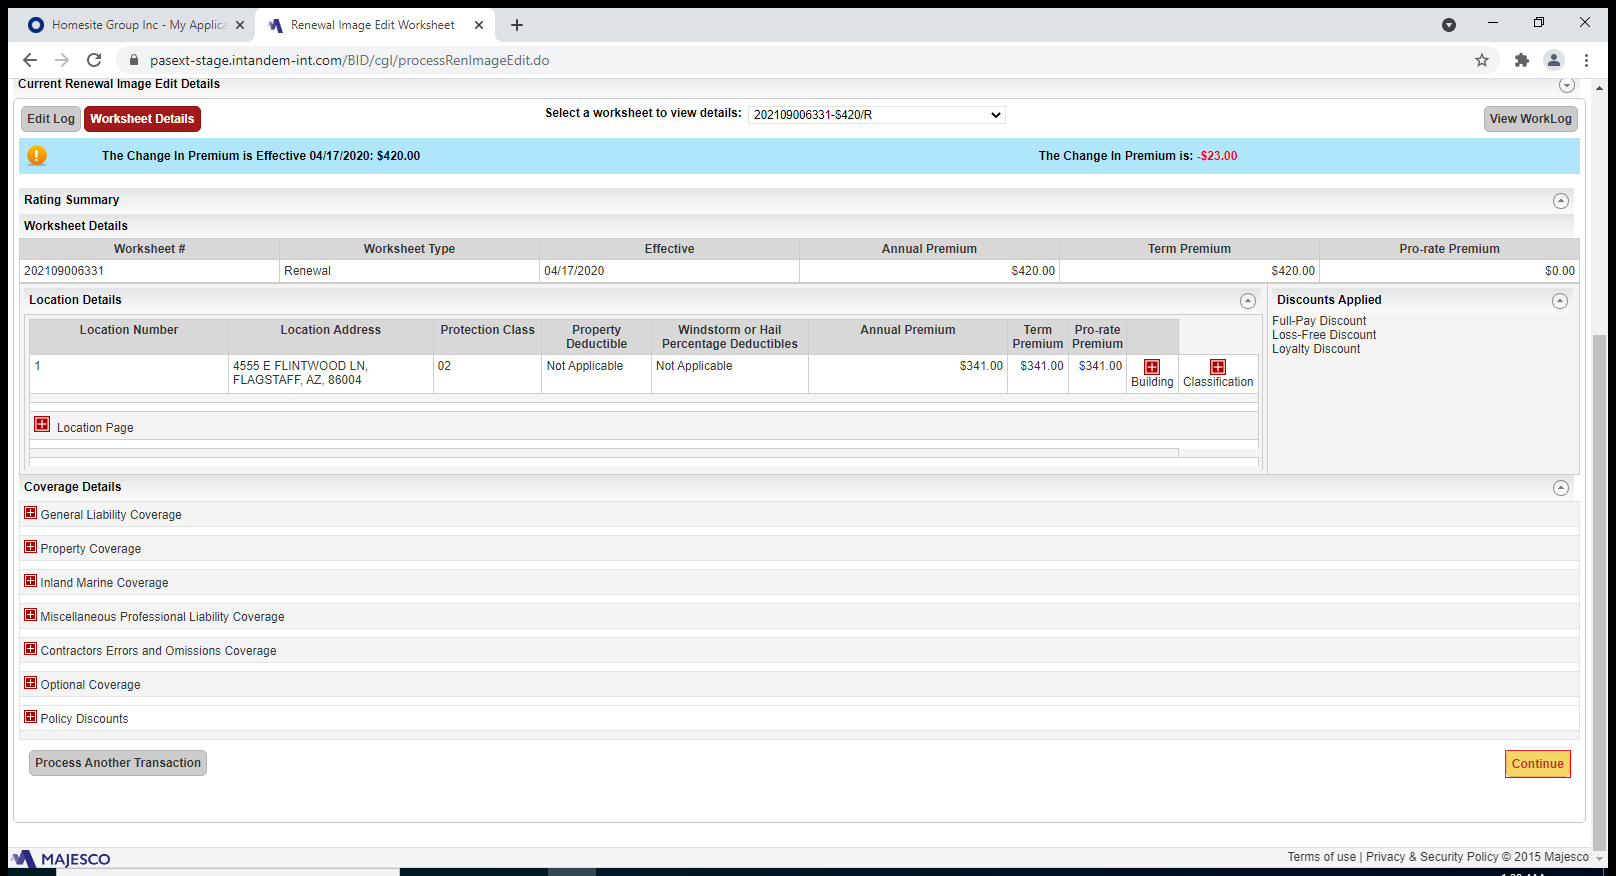 Homesite Group Inc - My Applica
Renewal Image Edit Worksheet
pasext-stage.intandem-int.com/BID/cgl/processRenImageEdit.do
Current Renewal Image Edit Details
Edit Log
Worksheet Details
Select a worksheet to view details:
202109006331-$420/R
View WorkLog
The Change In Premium is Effective 04/17/2020: $420.00
The Change In Premium is: -$23.00
Rating Summary
Worksheet Details
Worksheet # Worksheet Type Effective Annual Premium Term Premium Pro-rate Premium
202109006331 Renewal 04/17/2020 $420.00 $420.00 $0.00
Location Details
Location Number Location Address Protection Class Property Deductible Windstorm or Hail Percentage Deductibles Annual Premium Term Premium Pro-rate Premium
1 4555 E FLINTWOOD LN, FLAGSTAFF, AZ, 86004 02 Not Applicable Not Applicable $341.00 $341.00 $341.00 Building Classification
Location Page
Discounts Applied
Full-Pay Discount
Loss-Free Discount
Loyalty Discount
Coverage Details
General Liability Coverage
Property Coverage
Inland Marine Coverage
Miscellaneous Professional Liability Coverage
Contractors Errors and Omissions Coverage
Optional Coverage
Policy Discounts
Process Another Transaction
Continue
MAJESCO
Terms of use | Privacy & Security Policy © 2015 Majesco